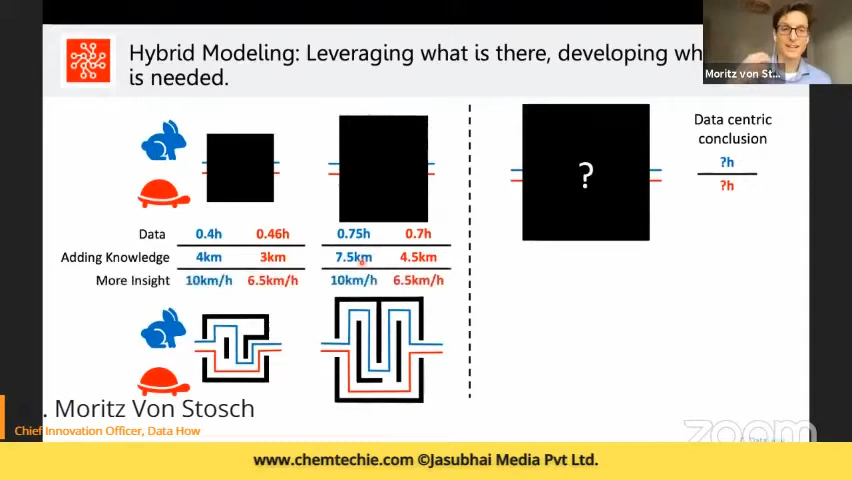 Hybrid Modeling: Leveraging what is there, developing wh
is needed.
Moritz von St...
Data centric
conclusion
?h
?h
?
Data 0.4h 0.46h 0.75h 0.7h
Adding Knowledge 4km 3km 7.5km 4.5km
More Insight 10km/h 6.5km/h 10km/h 6.5km/h
. Moritz Von Stosch
Chief Innovation Officer, Data How
zoom
www.chemtechie.com ©Jasubhai Media Pvt Ltd.